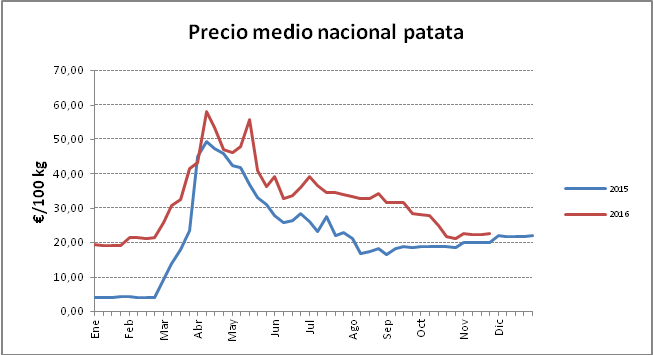 Precio medio nacional patata
€/100 kg
70,00
60,00
50,00
40,00
30,00
20,00
10,00
0,00
Ene
Feb
Mar
Abr
May
Jun
Jul
Ago
Sep
Oct
Nov
Dic
2015
2016